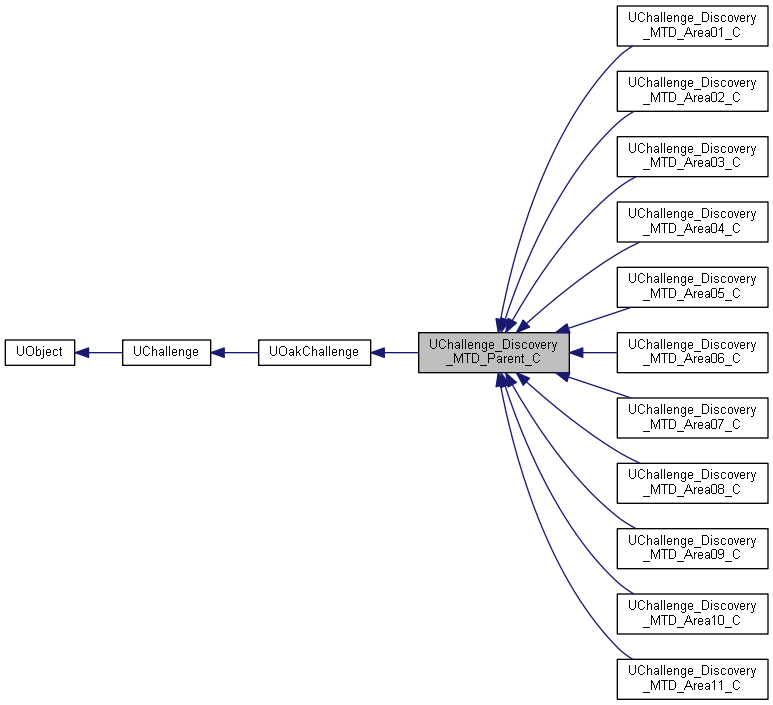 UChallenge_Discovery
_MTD_Area01_C
UChallenge_Discovery
_MTD_Area02_C
UChallenge_Discovery
_MTD_Area03_C
UChallenge_Discovery
_MTD_Area04_C
UChallenge_Discovery
_MTD_Area05_C
UObject
UChallenge
UOakChallenge
UChallenge_Discovery
_MTD_Parent_C
UChallenge_Discovery
_MTD_Area06_C
UChallenge_Discovery
_MTD_Area07_C
UChallenge_Discovery
_MTD_Area08_C
UChallenge_Discovery
_MTD_Area09_C
UChallenge_Discovery
_MTD_Area10_C
UChallenge_Discovery
_MTD_Area11_C